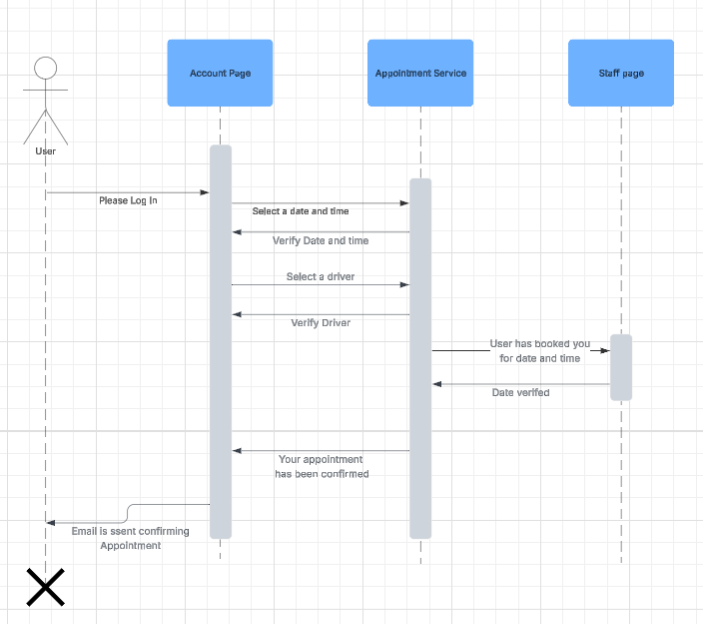 Account Page
Appointment Service
Staff page
User
Please Log In
Select a date and time
Verify Date and time
Select a driver
Verify Driver
User has booked you
for date and time
Date verifed
Your appointment
has been confirmed
Email is ssent confirming
Appointment